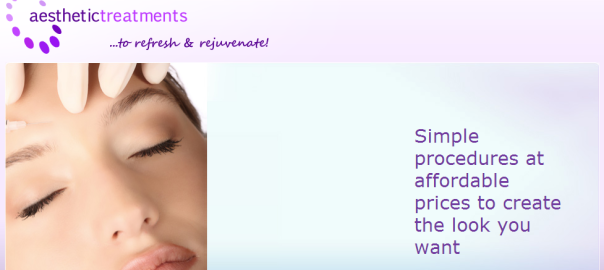 aesthetictreatments
...to refresh & rejuvenate!
Simple
procedures at
affordable
prices to create
the look you
want